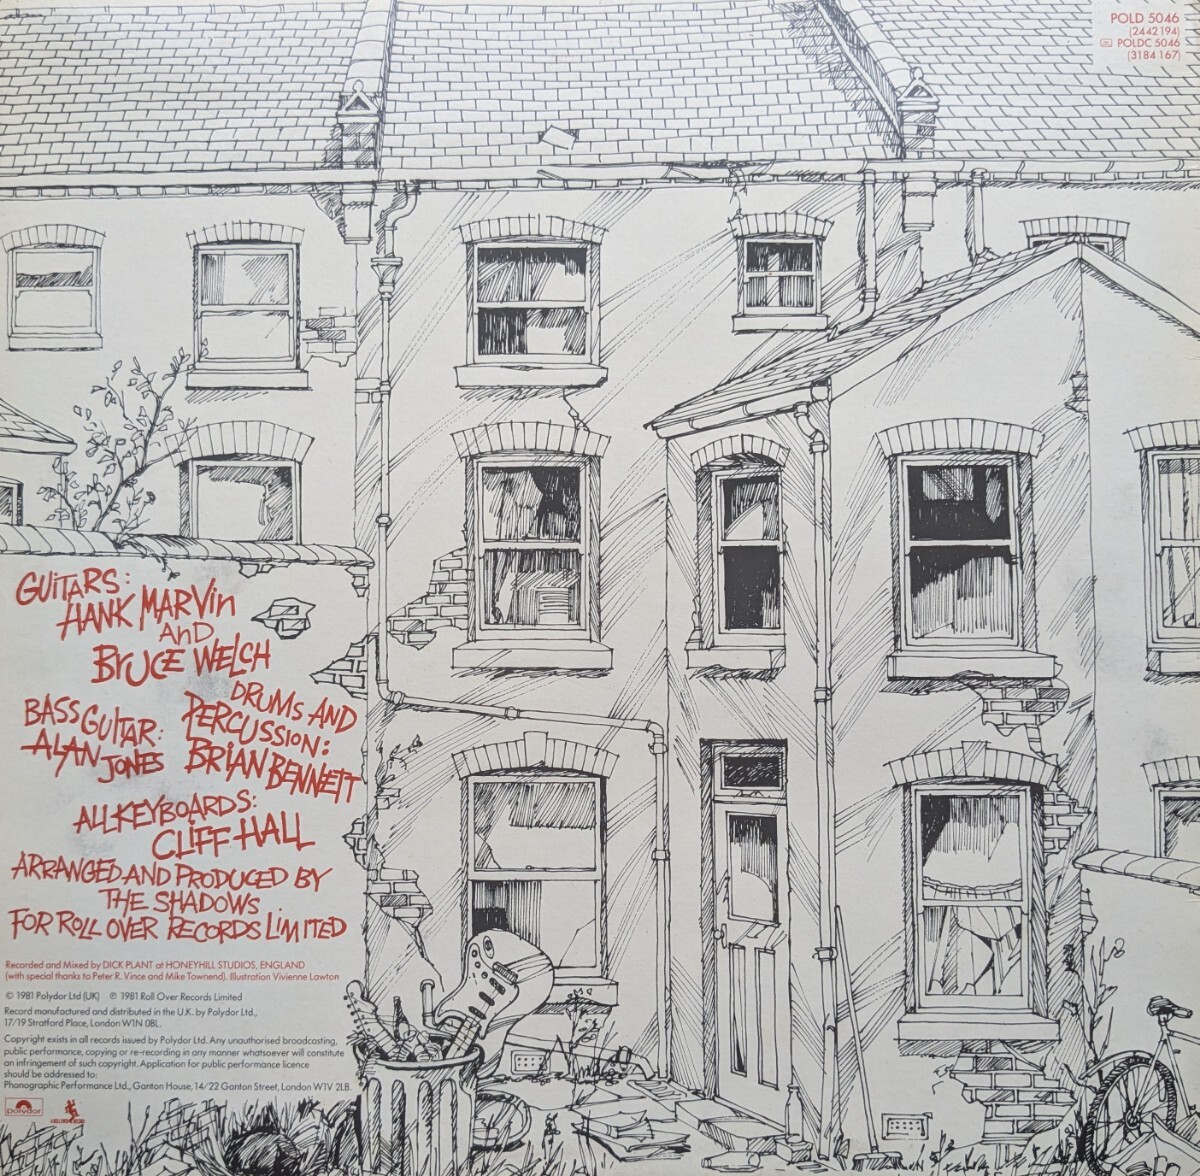 POLD 5046
(2442 194)
POLDC 5046
(3184 167)
GUITARS:
HANK MARVIN
AND
BRUCE WELCH
DRUMS AND
PERCUSSION:
BRIAN BENNETT
BASS GUITAR:
ALAN
JONES
ALL KEYBOARDS:
CLIFF HALL
ARRANGED AND PRODUCED BY
THE SHADOWS
FOR ROLL OVER RECORDS LIMITED
Recorded and Mixed by DICK PLANT at HONEYHILL STUDIOS, ENGLAND
(with special thanks to Peter R. Vince and Mike Townend). Illustration Vivienne Lawton
© 1981 Polydor Ltd (UK) ℗ 1981 Roll Over Records Limited
Record manufactured and distributed in the U.K. by Polydor Ltd.,
17/19 Stratford Place, London W1N 0BL.
Copyright exists in all records issued by Polydor Ltd. Any unauthorised broadcasting,
public performance, copying or re-recording in any manner whatsoever will constitute
an infringement of such copyright. Application for public performance licence
should be addressed to:
Phonographic Performance Ltd., Ganton House, 14/22 Ganton Street, London W1V 2LB.
polydor